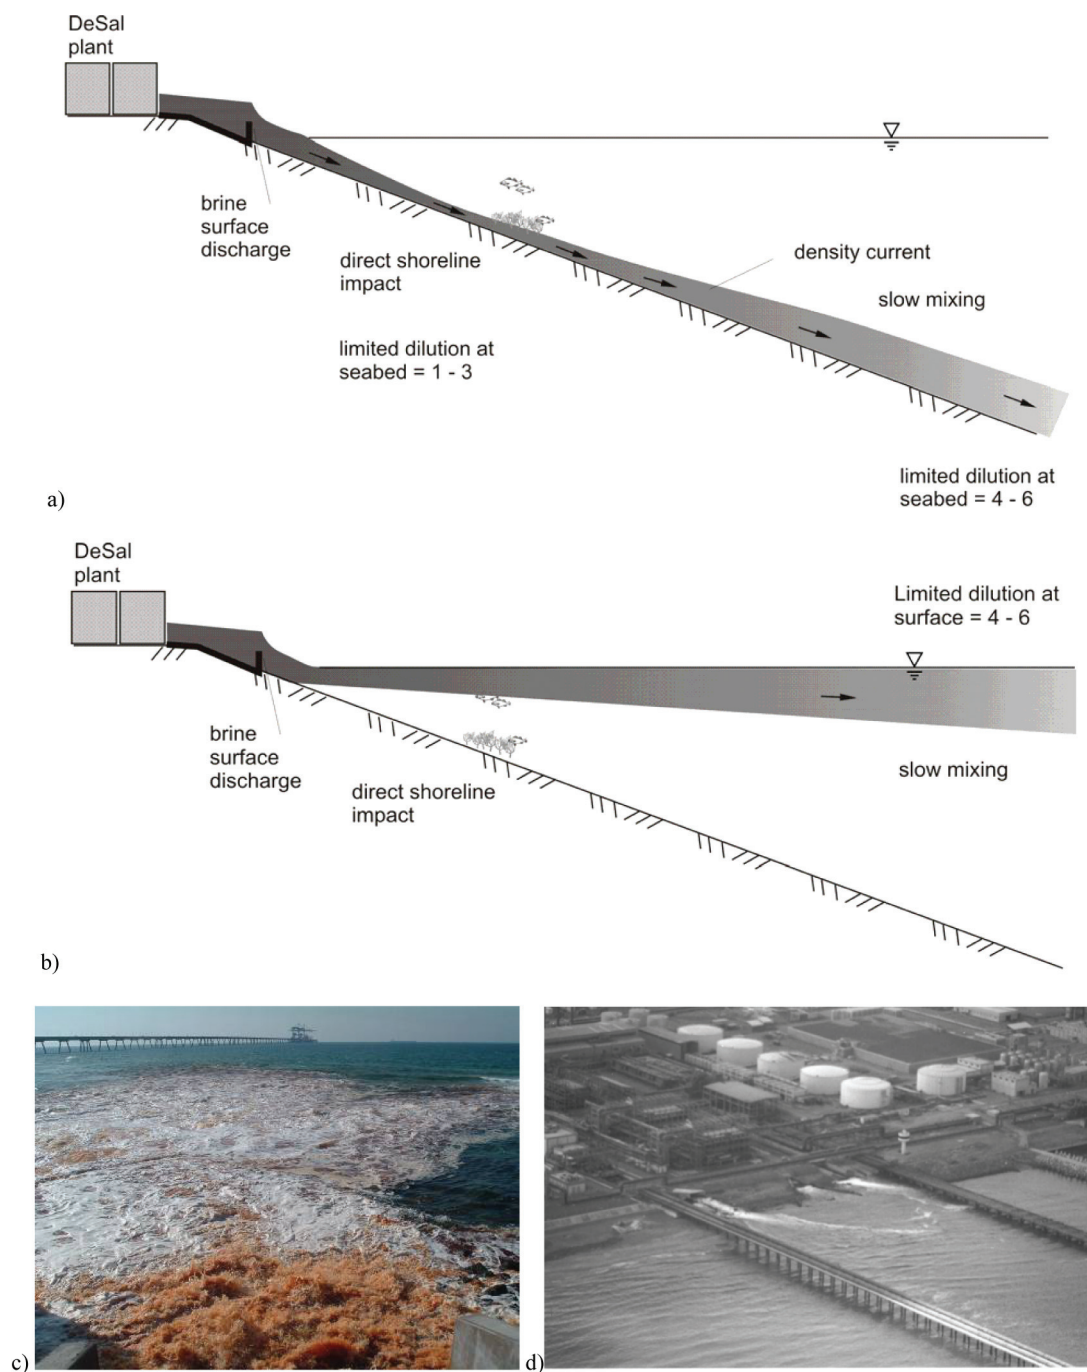 DeSal
plant
brine
surface
discharge
direct shoreline
impact
limited dilution at
seabed = 1 - 3
density current
slow mixing
limited dilution at
seabed = 4 - 6
a)
DeSal
plant
Limited dilution at
surface = 4 - 6
brine
surface
discharge
direct shoreline
impact
slow mixing
b)
c)
d)